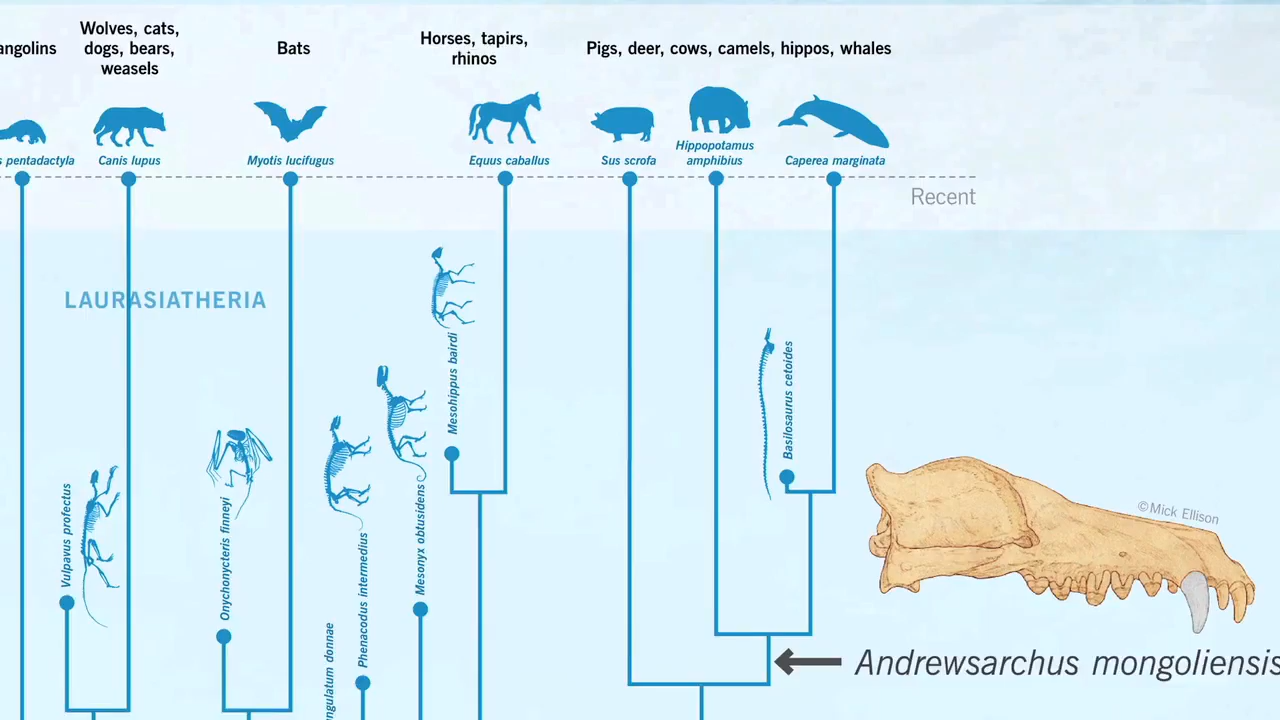 angolins
Wolves, cats,
dogs, bears,
weasels
Bats
Horses, tapirs,
rhinos
Pigs, deer, cows, camels, hippos, whales
s pentadactyla
Canis lupus
Myotis lucifugus
Equus caballus
Sus scrofa
Hippopotamus
amphibius
Caperea marginata
Recent
LAURASIATHERIA
Mesohippus bairdi
Basilosaurus cetoides
Vulpavus profectus
Onychonycteris finneyi
Mesonyx obtusidens
Phenacodus intermedius
ngulatum donnae
©Mick Ellison
Andrewsarchus mongoliensis